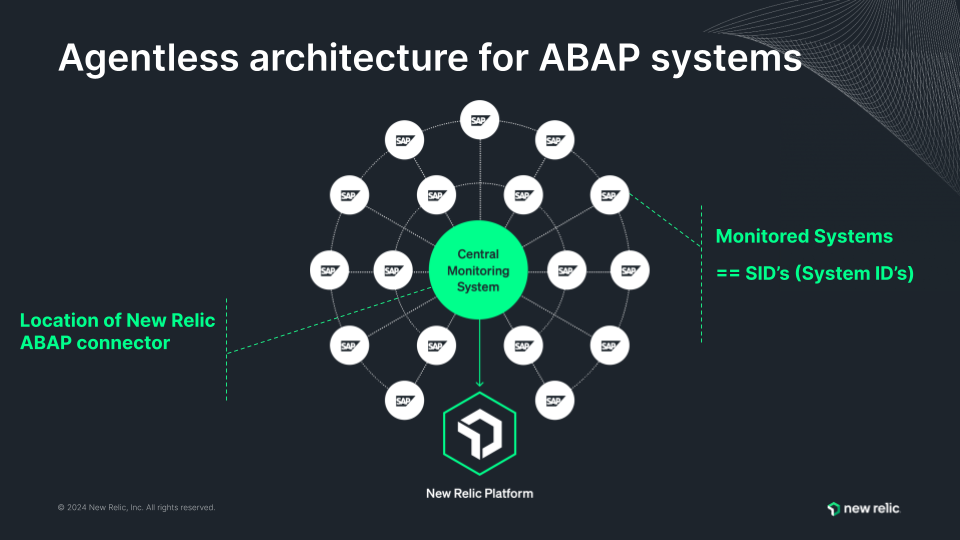 Agentless architecture for ABAP systems
SAP
SAP
SAP
SAP
SAP
SAP
SAP
Monitored Systems
== SID's (System ID's)
Central
Monitoring
System
SAP
SAP
SAP
SAP
Location of New Relic
ABAP connector
SAP
SAP
SAP
SAP
SAP
SAP
New Relic Platform
© 2024 New Relic, Inc. All rights reserved.
new relic